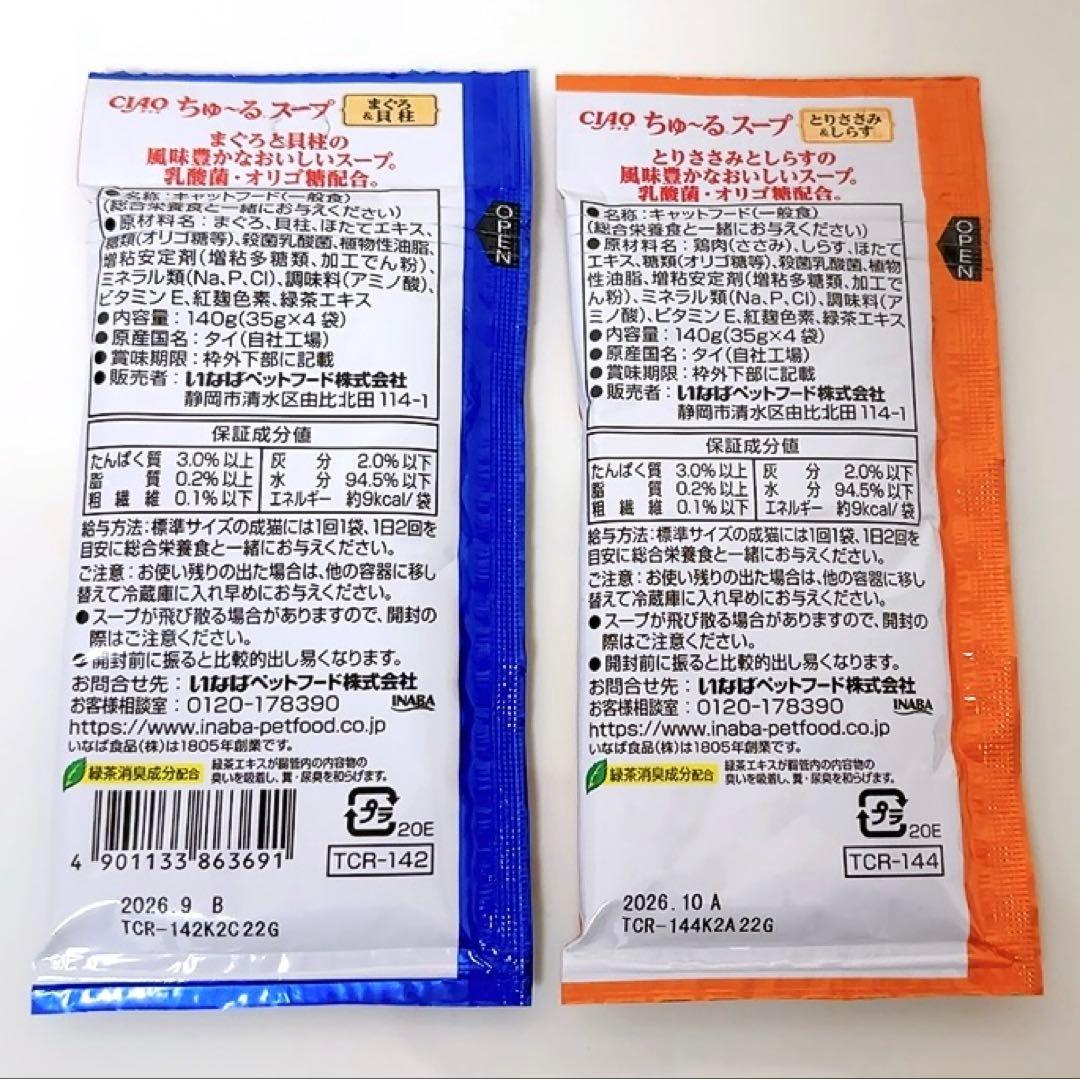 CIAO ちゅ～る スープ
まぐろ
&貝柱
まぐろと貝柱の
風味豊かなおいしいスープ。
乳酸菌・オリゴ糖配合。
●名称：キャットフード(一般食)
(総合栄養食と一緒にお与えください)
●原材料名：まぐろ、貝柱、ほたてエキス、
糖類(オリゴ糖等)、殺菌乳酸菌、植物性油脂、
増粘安定剤(増粘多糖類、加工でん粉)、
ミネラル類(Na、P、Cl)、調味料(アミノ酸)、
ビタミンE、紅麹色素、緑茶エキス
●内容量：140g(35g×4袋)
●原産国名：タイ(自社工場)
●賞味期限：枠外下部に記載
●販売者：いなばペットフード株式会社
静岡市清水区由比北田114-1
OPEN
保証成分値
たんぱく質 3.0%以上 灰分 2.0%以下
脂質 0.2%以上 水分 94.5%以下
粗繊維 0.1%以下 エネルギー 約9kcal/袋
給与方法：標準サイズの成猫には1回1袋、1日2回を
目安に総合栄養食と一緒にお与えください。
ご注意：お使い残りの出た場合は、他の容器に移し
替えて冷蔵庫に入れ早めにお与えください。
●スープが飛び散る場合がありますので、開封の
際はご注意ください。
●開封前に振ると比較的出し易くなります。
お問合せ先：いなばペットフード株式会社
お客様相談室：0120-178390 INABA
https://www.inaba-petfood.co.jp
いなば食品(株)は1805年創業です。
緑茶消臭成分配合
緑茶エキスが腸管内の内容物の
臭いを吸着し、糞・尿臭を和らげます。
プラ
20E
4 901133 863691
TCR-142
2026.9 B
TCR-142K2C22G
CIAO ちゅ～る スープ
とりささみ
&しらす
とりささみとしらすの
風味豊かなおいしいスープ。
乳酸菌・オリゴ糖配合。
●名称：キャットフード(一般食)
(総合栄養食と一緒にお与えください)
●原材料名：鶏肉(ささみ)、しらす、ほたて
エキス、糖類(オリゴ糖等)、殺菌乳酸菌、植物
性油脂、増粘安定剤(増粘多糖類、加工で
ん粉)、ミネラル類(Na、P、Cl)、調味料(ア
ミノ酸)、ビタミンE、紅麹色素、緑茶エキス
●内容量：140g(35g×4袋)
●原産国名：タイ(自社工場)
●賞味期限：枠外下部に記載
●販売者：いなばペットフード株式会社
静岡市清水区由比北田114-1
OPEN
保証成分値
たんぱく質 3.0%以上 灰分 2.0%以下
脂質 0.2%以上 水分 94.5%以下
粗繊維 0.1%以下 エネルギー 約9kcal/袋
給与方法：標準サイズの成猫には1回1袋、1日2回を
目安に総合栄養食と一緒にお与えください。
ご注意：お使い残りの出た場合は、他の容器に移し
替えて冷蔵庫に入れ早めにお与えください。
●スープが飛び散る場合がありますので、開封の
際はご注意ください。
●開封前に振ると比較的出し易くなります。
お問合せ先：いなばペットフード株式会社
お客様相談室：0120-178390 INABA
https://www.inaba-petfood.co.jp
いなば食品(株)は1805年創業です。
緑茶消臭成分配合
緑茶エキスが腸管内の内容物の
臭いを吸着し、糞・尿臭を和らげます。
プラ
20E
TCR-144
2026.10 A
TCR-144K2A22G